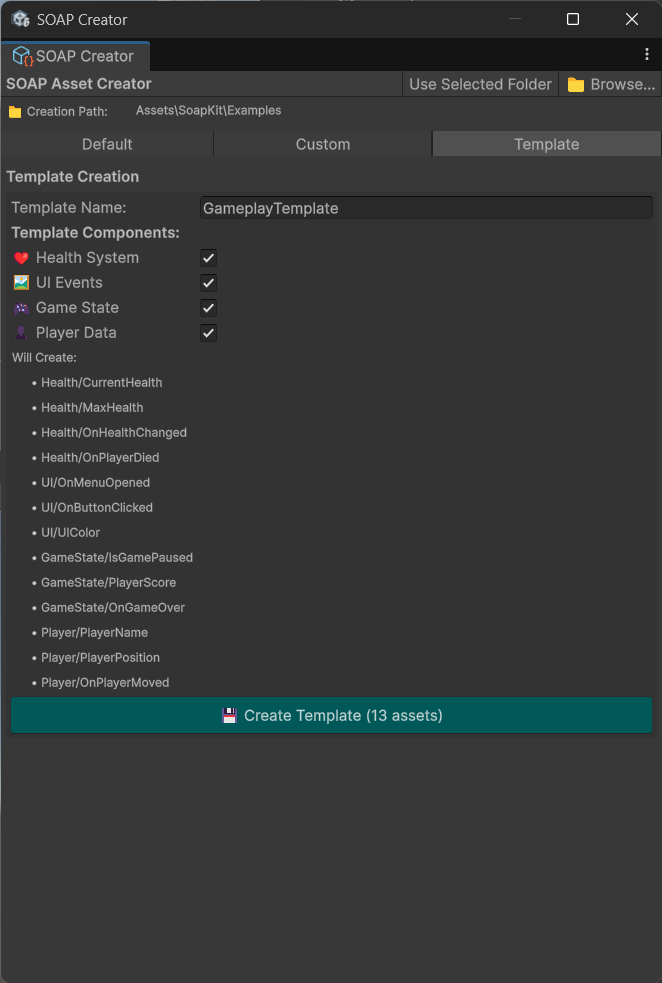 SOAP Creator
SOAP Creator
SOAP Asset Creator Use Selected Folder Browse...
Creation Path: Assets\SoapKit\Examples
Default Custom Template
Template Creation
Template Name: GameplayTemplate
Template Components:
Health System
UI Events
Game State
Player Data
Will Create:
• Health/CurrentHealth
• Health/MaxHealth
• Health/OnHealthChanged
• Health/OnPlayerDied
• UI/OnMenuOpened
• UI/OnButtonClicked
• UI/UIColor
• GameState/IsGamePaused
• GameState/PlayerScore
• GameState/OnGameOver
• Player/PlayerName
• Player/PlayerPosition
• Player/OnPlayerMoved
Create Template (13 assets)